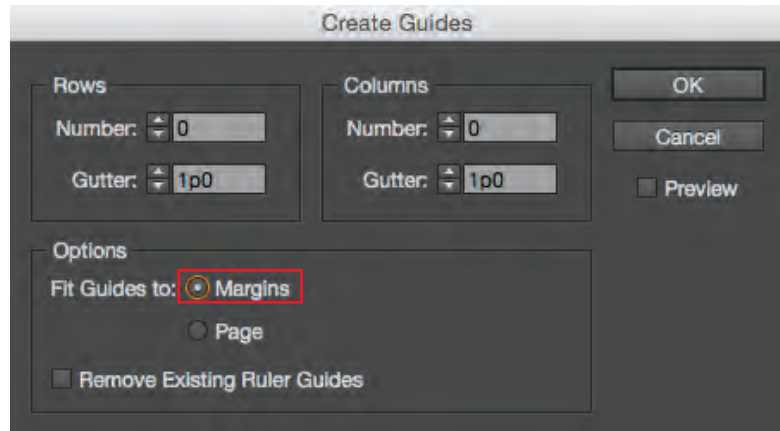 Create Guides
Rows
Number: 0
Gutter: 1p0
Columns
Number: 0
Gutter: 1p0
OK
Cancel
Preview
Options
Fit Guides to: Margins
Page
Remove Existing Ruler Guides